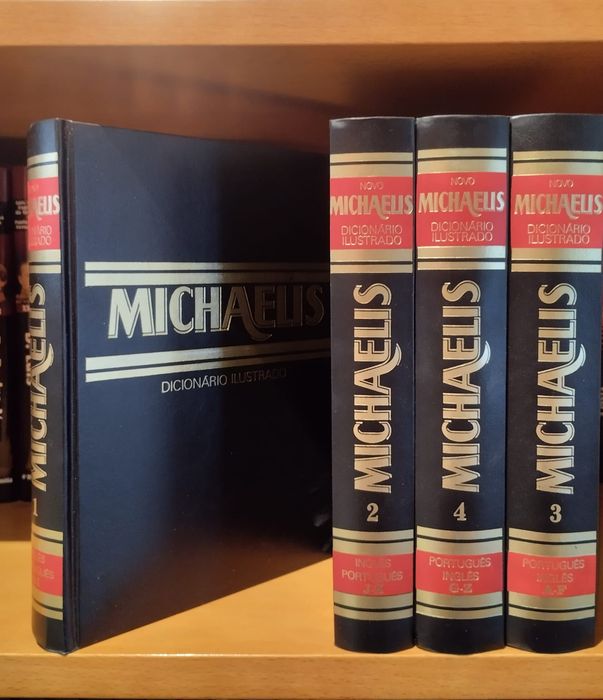 MICHAELIS
1
MICHAELIS
DICIONÁRIO ILUSTRADO
NOVO
MICHAELIS
DICIONÁRIO
ILUSTRADO
MICHAELIS
2
INGLÊS
PORTUGUÊS
J-Z
NOVO
MICHAELIS
DICIONÁRIO
ILUSTRADO
MICHAELIS
4
PORTUGUÊS
INGLÊS
G-Z
NOVO
MICHAELIS
DICIONÁRIO
ILUSTRADO
MICHAELIS
3
PORTUGUÊS
INGLÊS
A-F